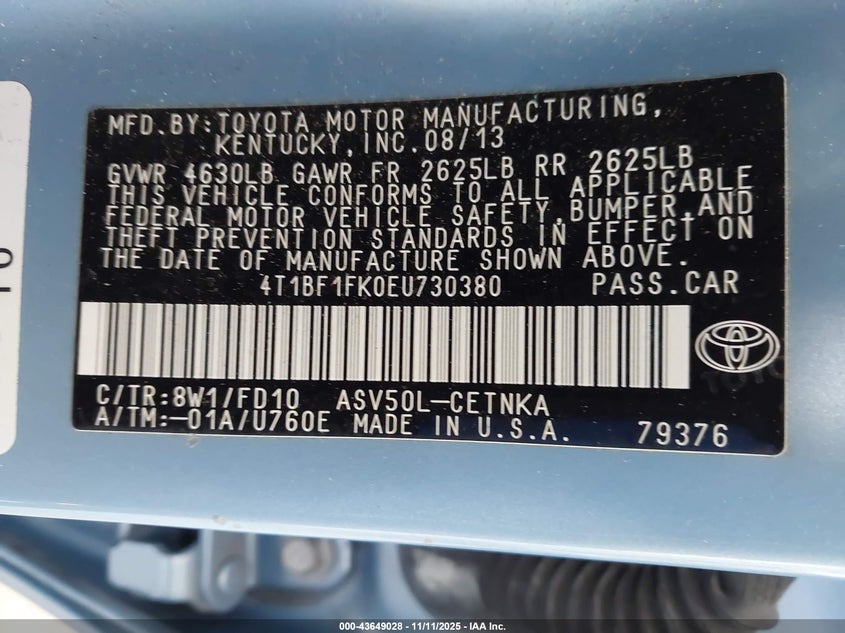 MFD.BY:TOYOTA MOTOR MANUFACTURING,
KENTUCKY,INC.08/13
GVWR 4630LB GAWR FR 2625LB RR 2625LB
THIS VEHICLE CONFORMS TO ALL APPLICABLE
FEDERAL MOTOR VEHICLE SAFETY,BUMPER,AND
THEFT PREVENTION STANDARDS IN EFFECT ON
THE DATE OF MANUFACTURE SHOWN ABOVE.
4T1BF1FK0EU730380 PASS.CAR
C/TR:8W1/FD10 ASV50L-CETNKA
A/TM:-01A/U760E MADE IN U.S.A. 79376
000-43649028 - 11/11/2025 - IAA Inc.